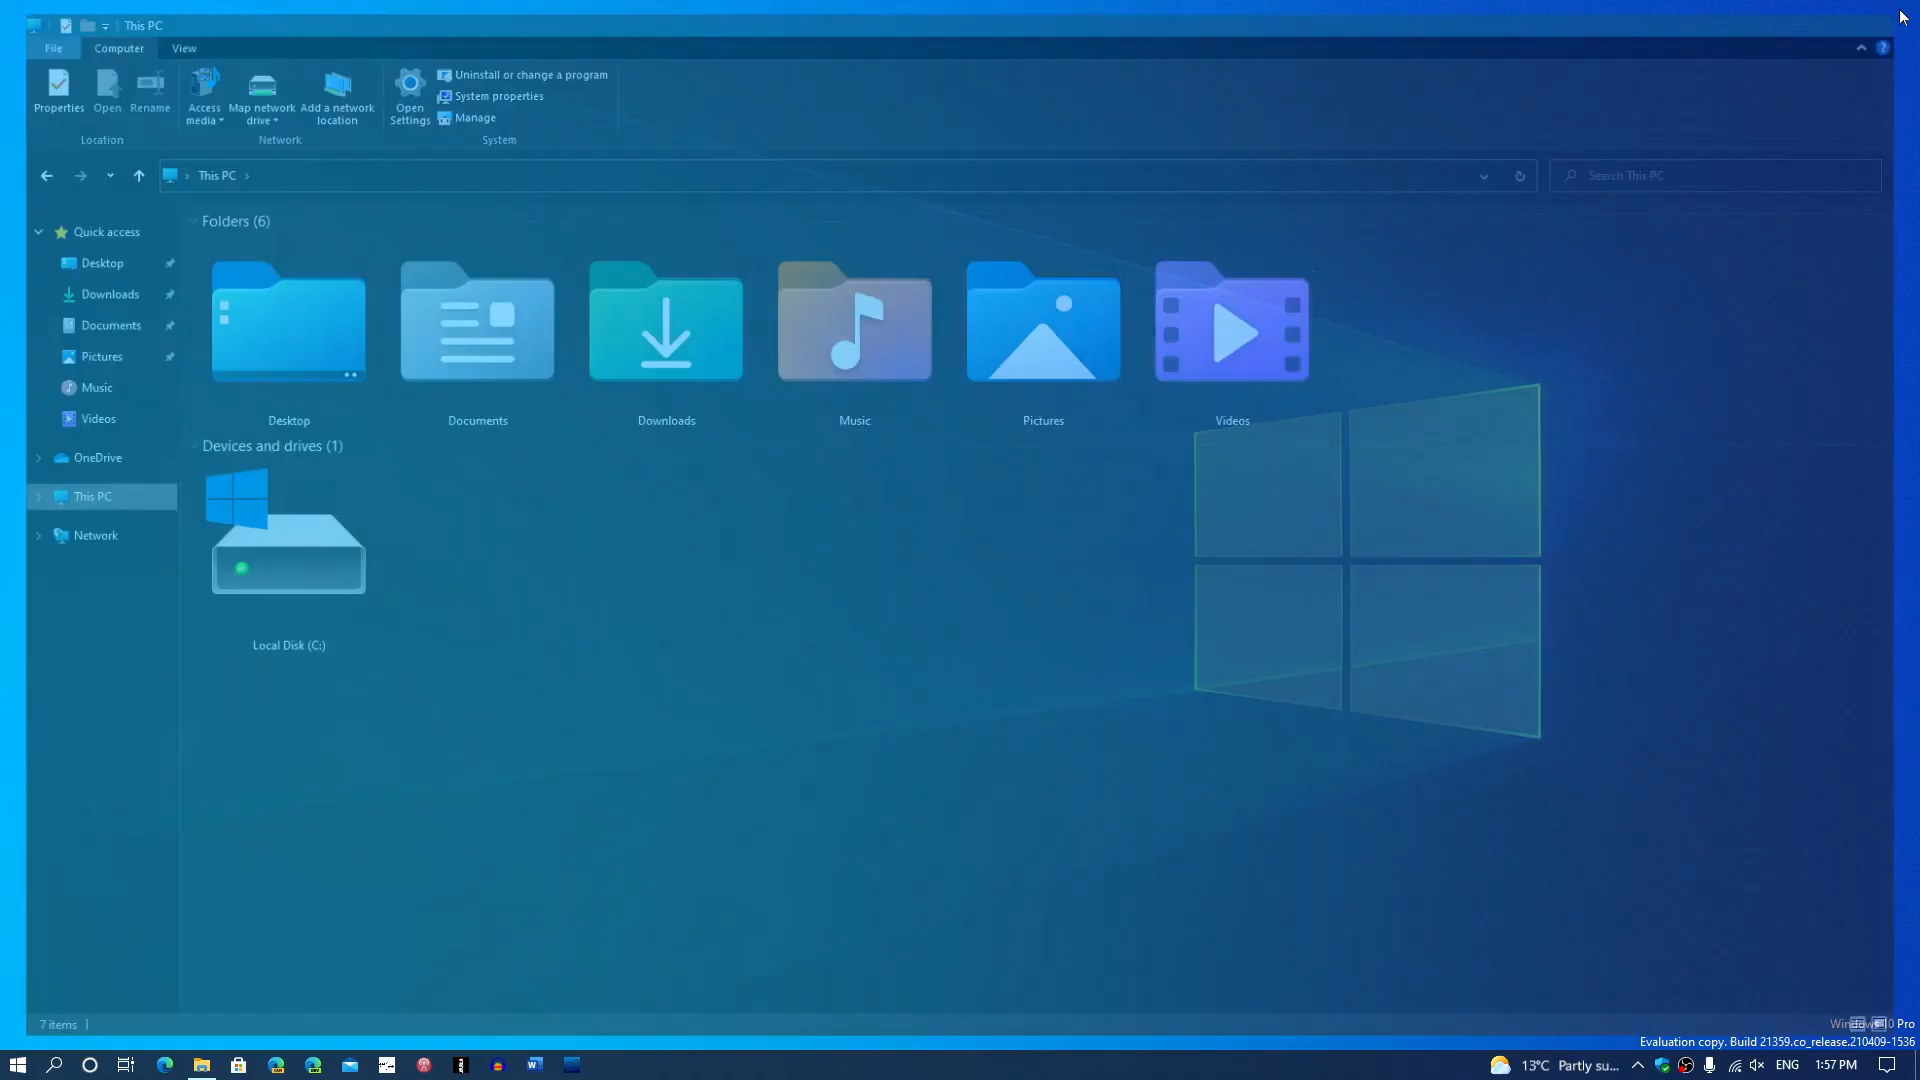 This PC
File
Computer
View
Properties
Open
Rename
Access media
Map network drive
Add a network location
Open Settings
Uninstall or change a program
System properties
Manage
Location
Network
System
This PC
Search This PC
Quick access
Desktop
Downloads
Documents
Pictures
Music
Videos
OneDrive
This PC
Network
Folders (6)
Desktop
Documents
Downloads
Music
Pictures
Videos
Devices and drives (1)
Local Disk (C:)
7 items
Windows 10 Pro
Evaluation copy. Build 21359.co_release.210409-1536
13°C Partly su...
ENG
1:57 PM